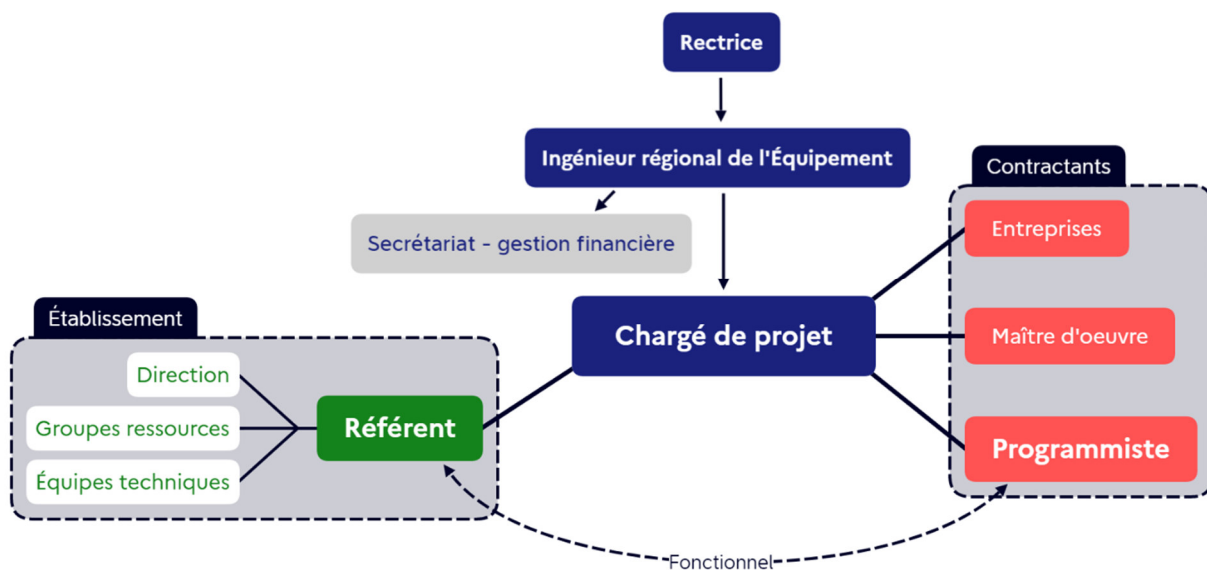 Rectrice
Ingénieur régional de l'Équipement
Contractants
Entreprises
Secrétariat - gestion financière
Établissement
Chargé de projet
Maître d'oeuvre
Direction
Groupes ressources
Référent
Équipes techniques
Programmiste
Fonctionnel